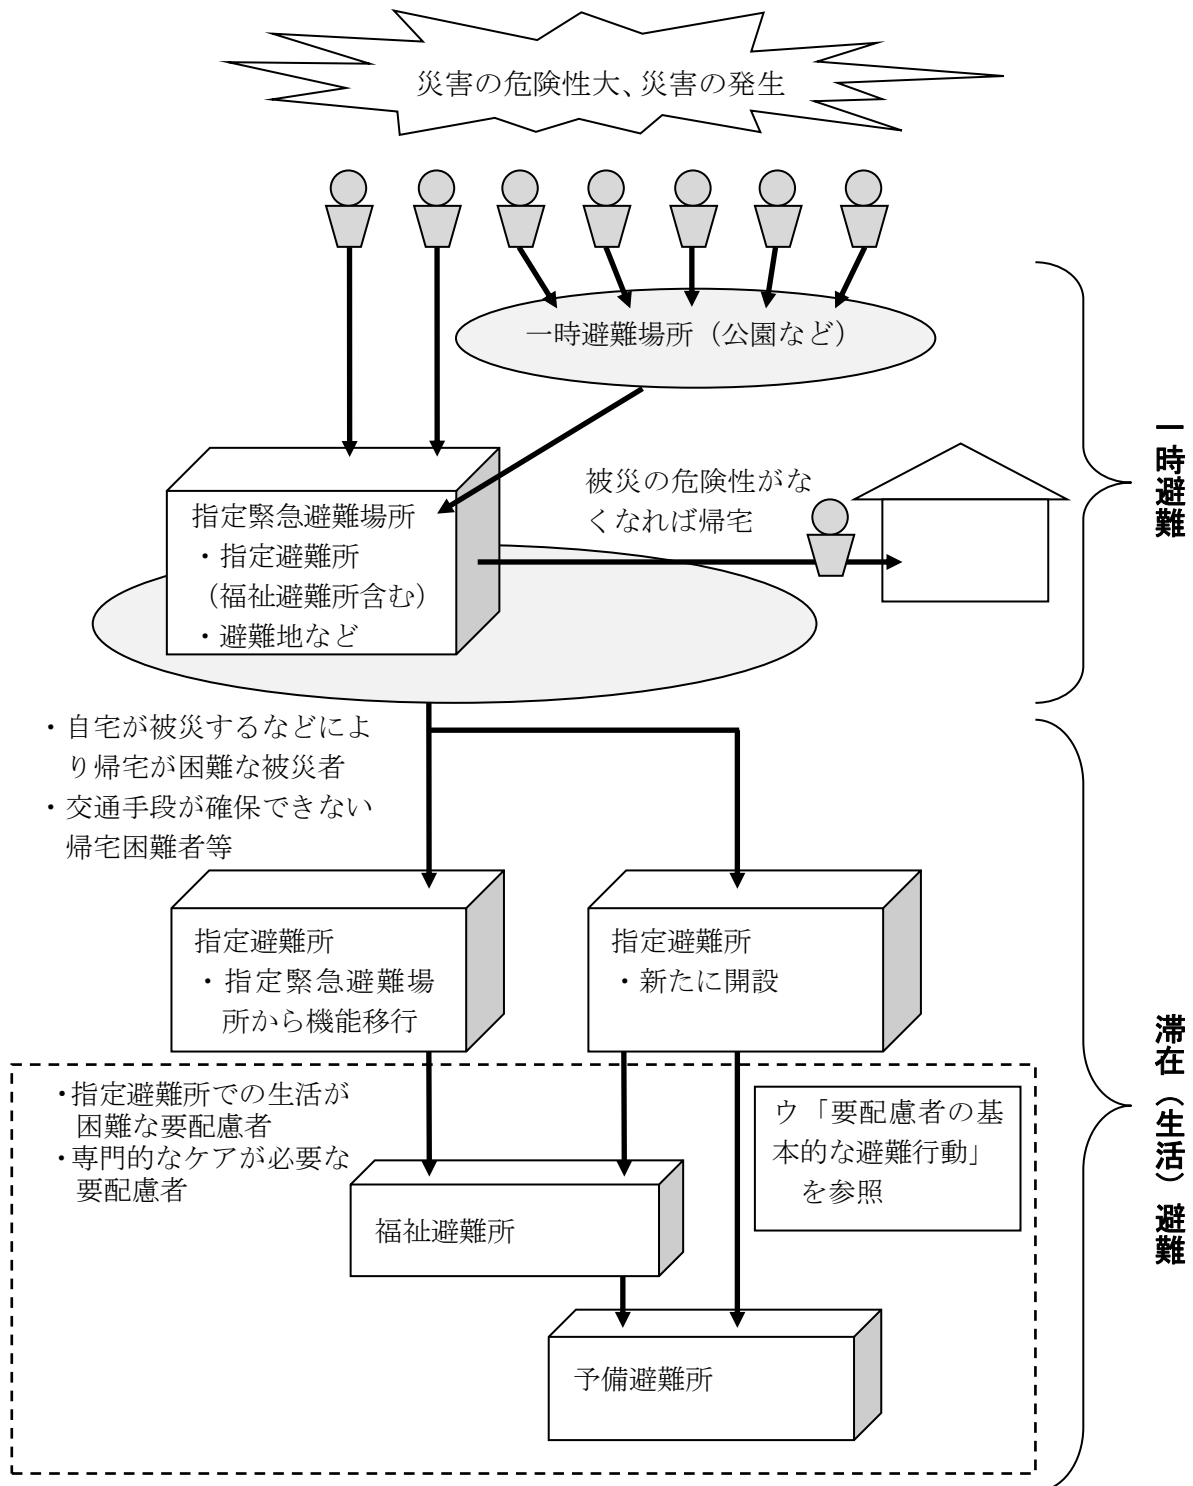 災害の危険性大、災害の発生
一時避難場所（公園など）
指定緊急避難場所
・指定避難所
（福祉避難所含む）
・避難地など
被災の危険性がな
くなれば帰宅
一時避難
・自宅が被災するなどによ
り帰宅が困難な被災者
・交通手段が確保できない
帰宅困難者等
指定避難所
・指定緊急避難場
所から機能移行
指定避難所
・新たに開設
・指定避難所での生活が
困難な要配慮者
・専門的なケアが必要な
要配慮者
ウ「要配慮者の基
本的な避難行動」
を参照
福祉避難所
予備避難所
滞在（生活）避難